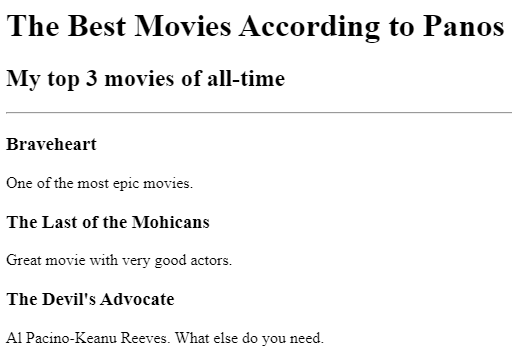 The Best Movies According to Panos
My top 3 movies of all-time
Braveheart
One of the most epic movies.
The Last of the Mohicans
Great movie with very good actors.
The Devil's Advocate
Al Pacino-Keanu Reeves. What else do you need.